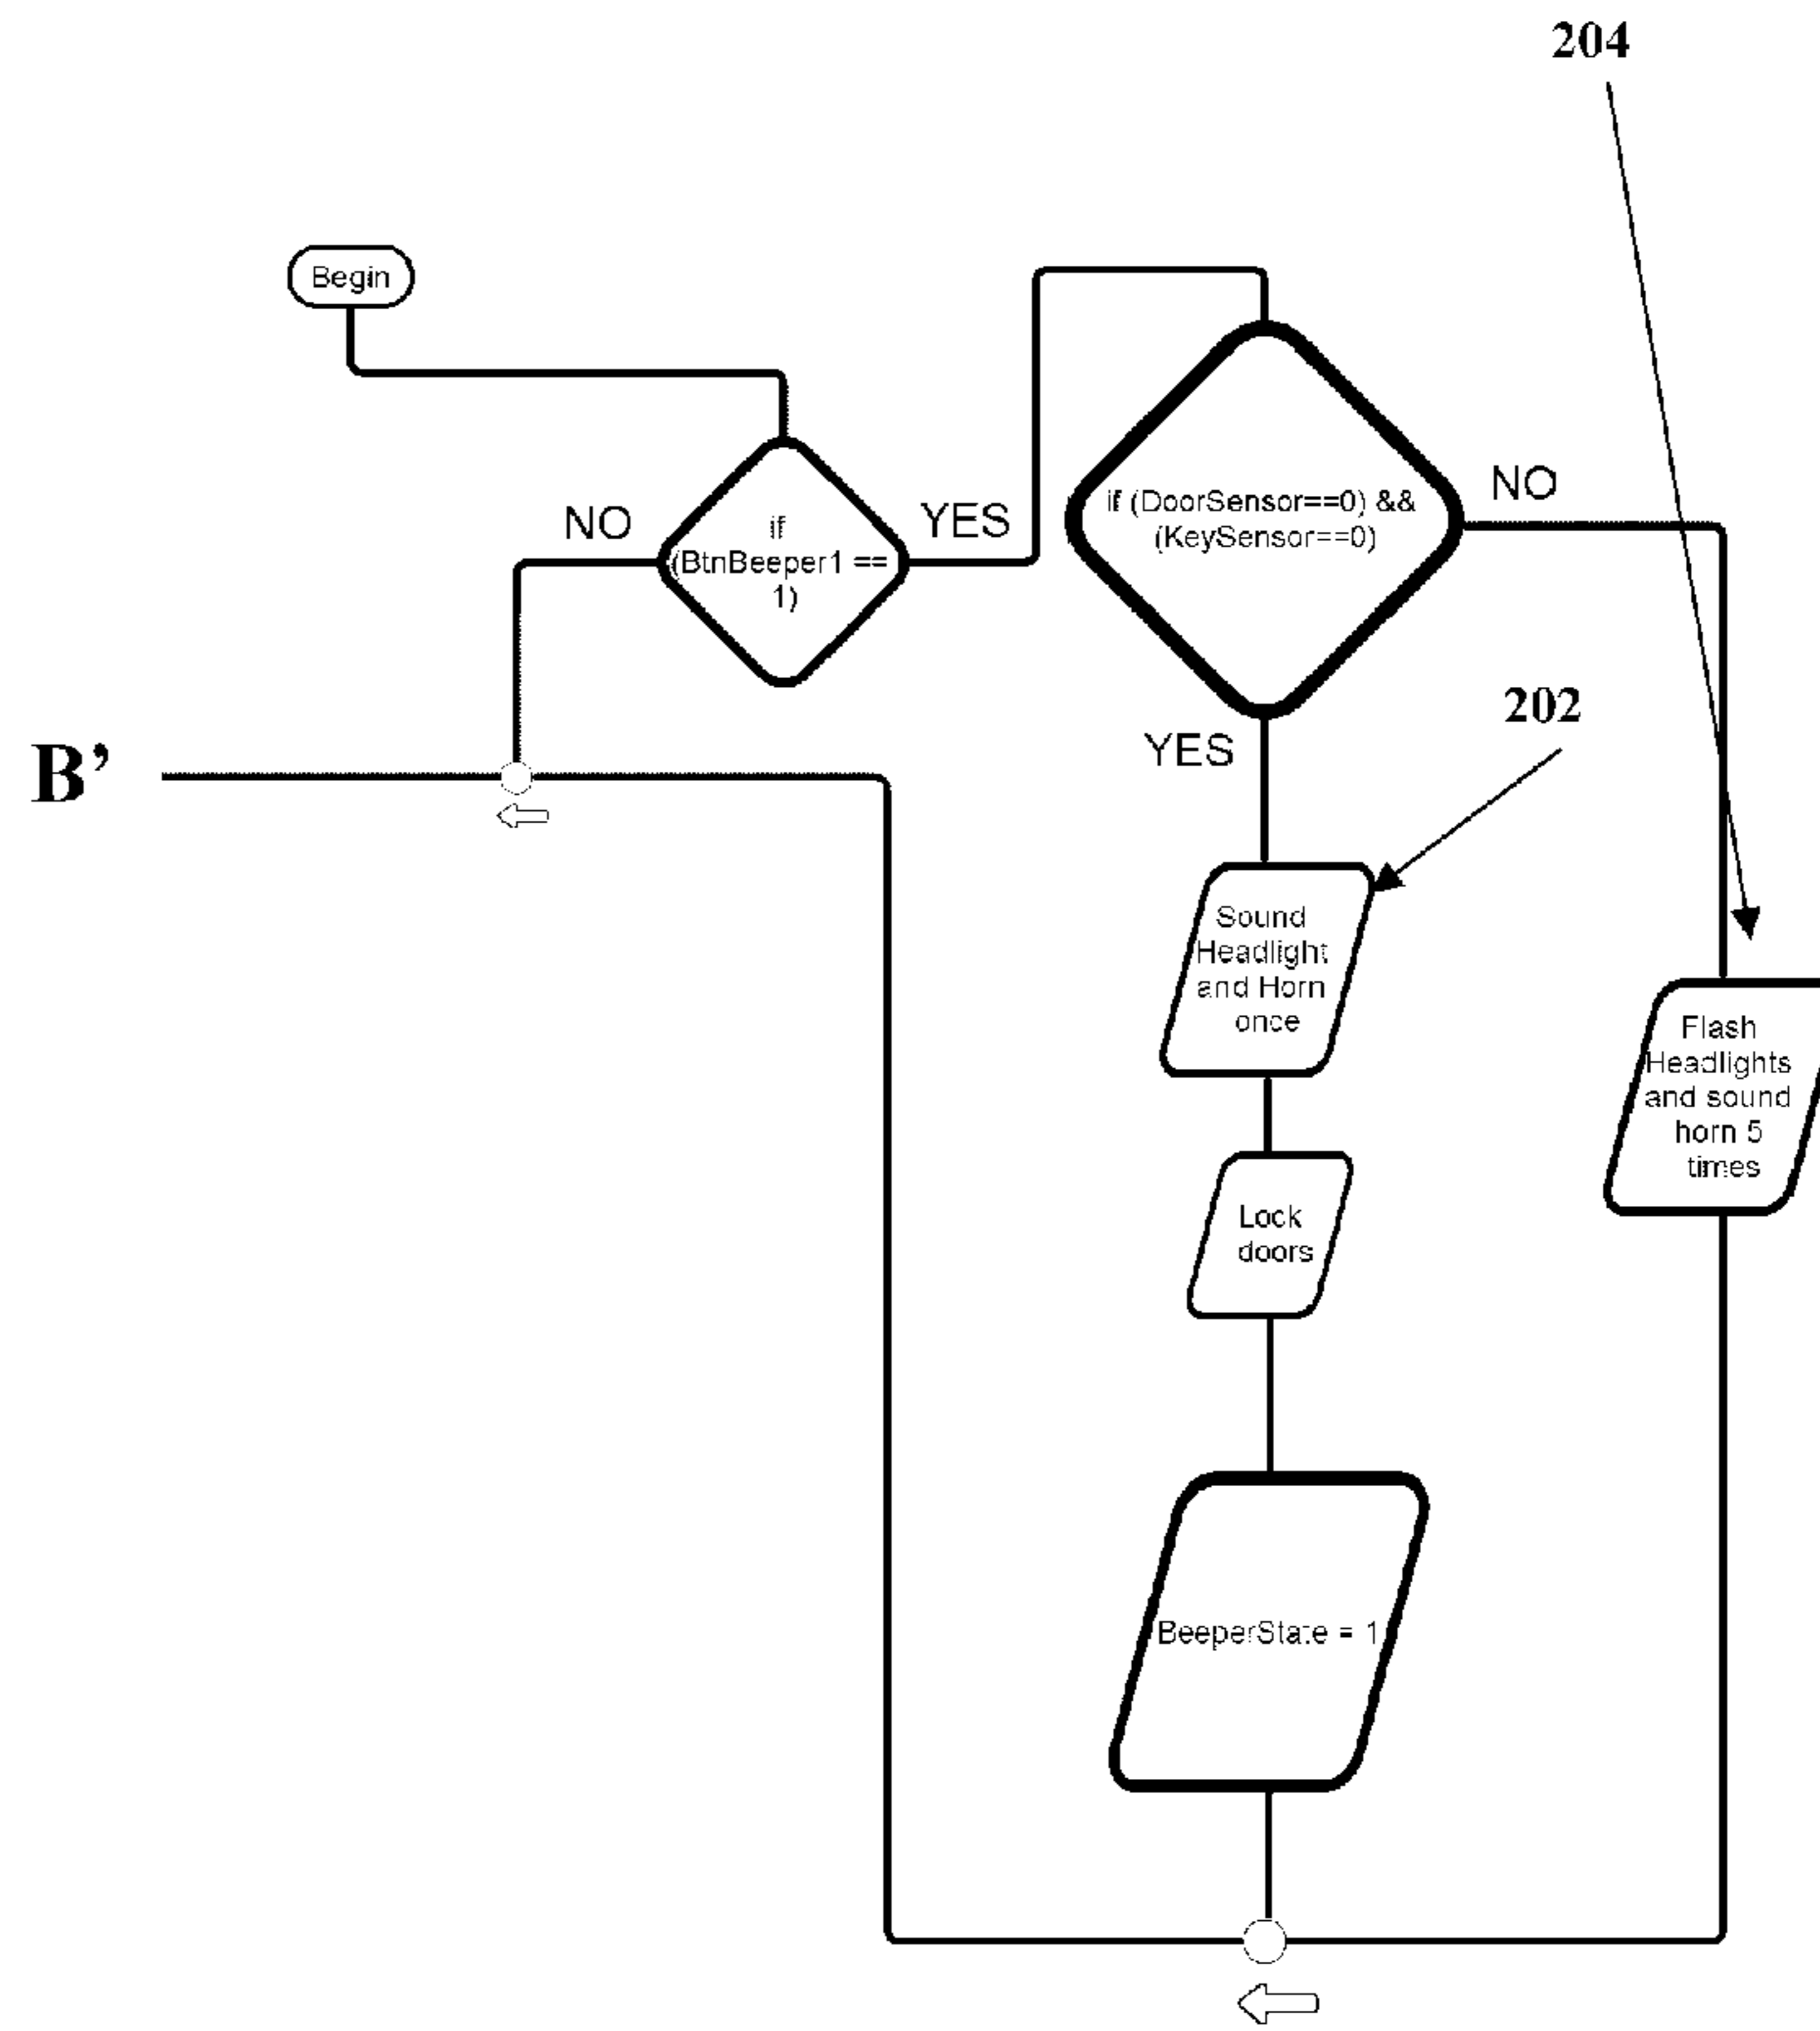 204
Begin
if
(BtnBeeper1 ==
1)
NO
YES
if (DoorSensor==0) &&
(KeySensor==0)
NO
YES
202
B’
Sound
Headlight
and Horn
once
Flash
Headlights
and sound
horn 5
times
Lock
doors
BeeperState = 1